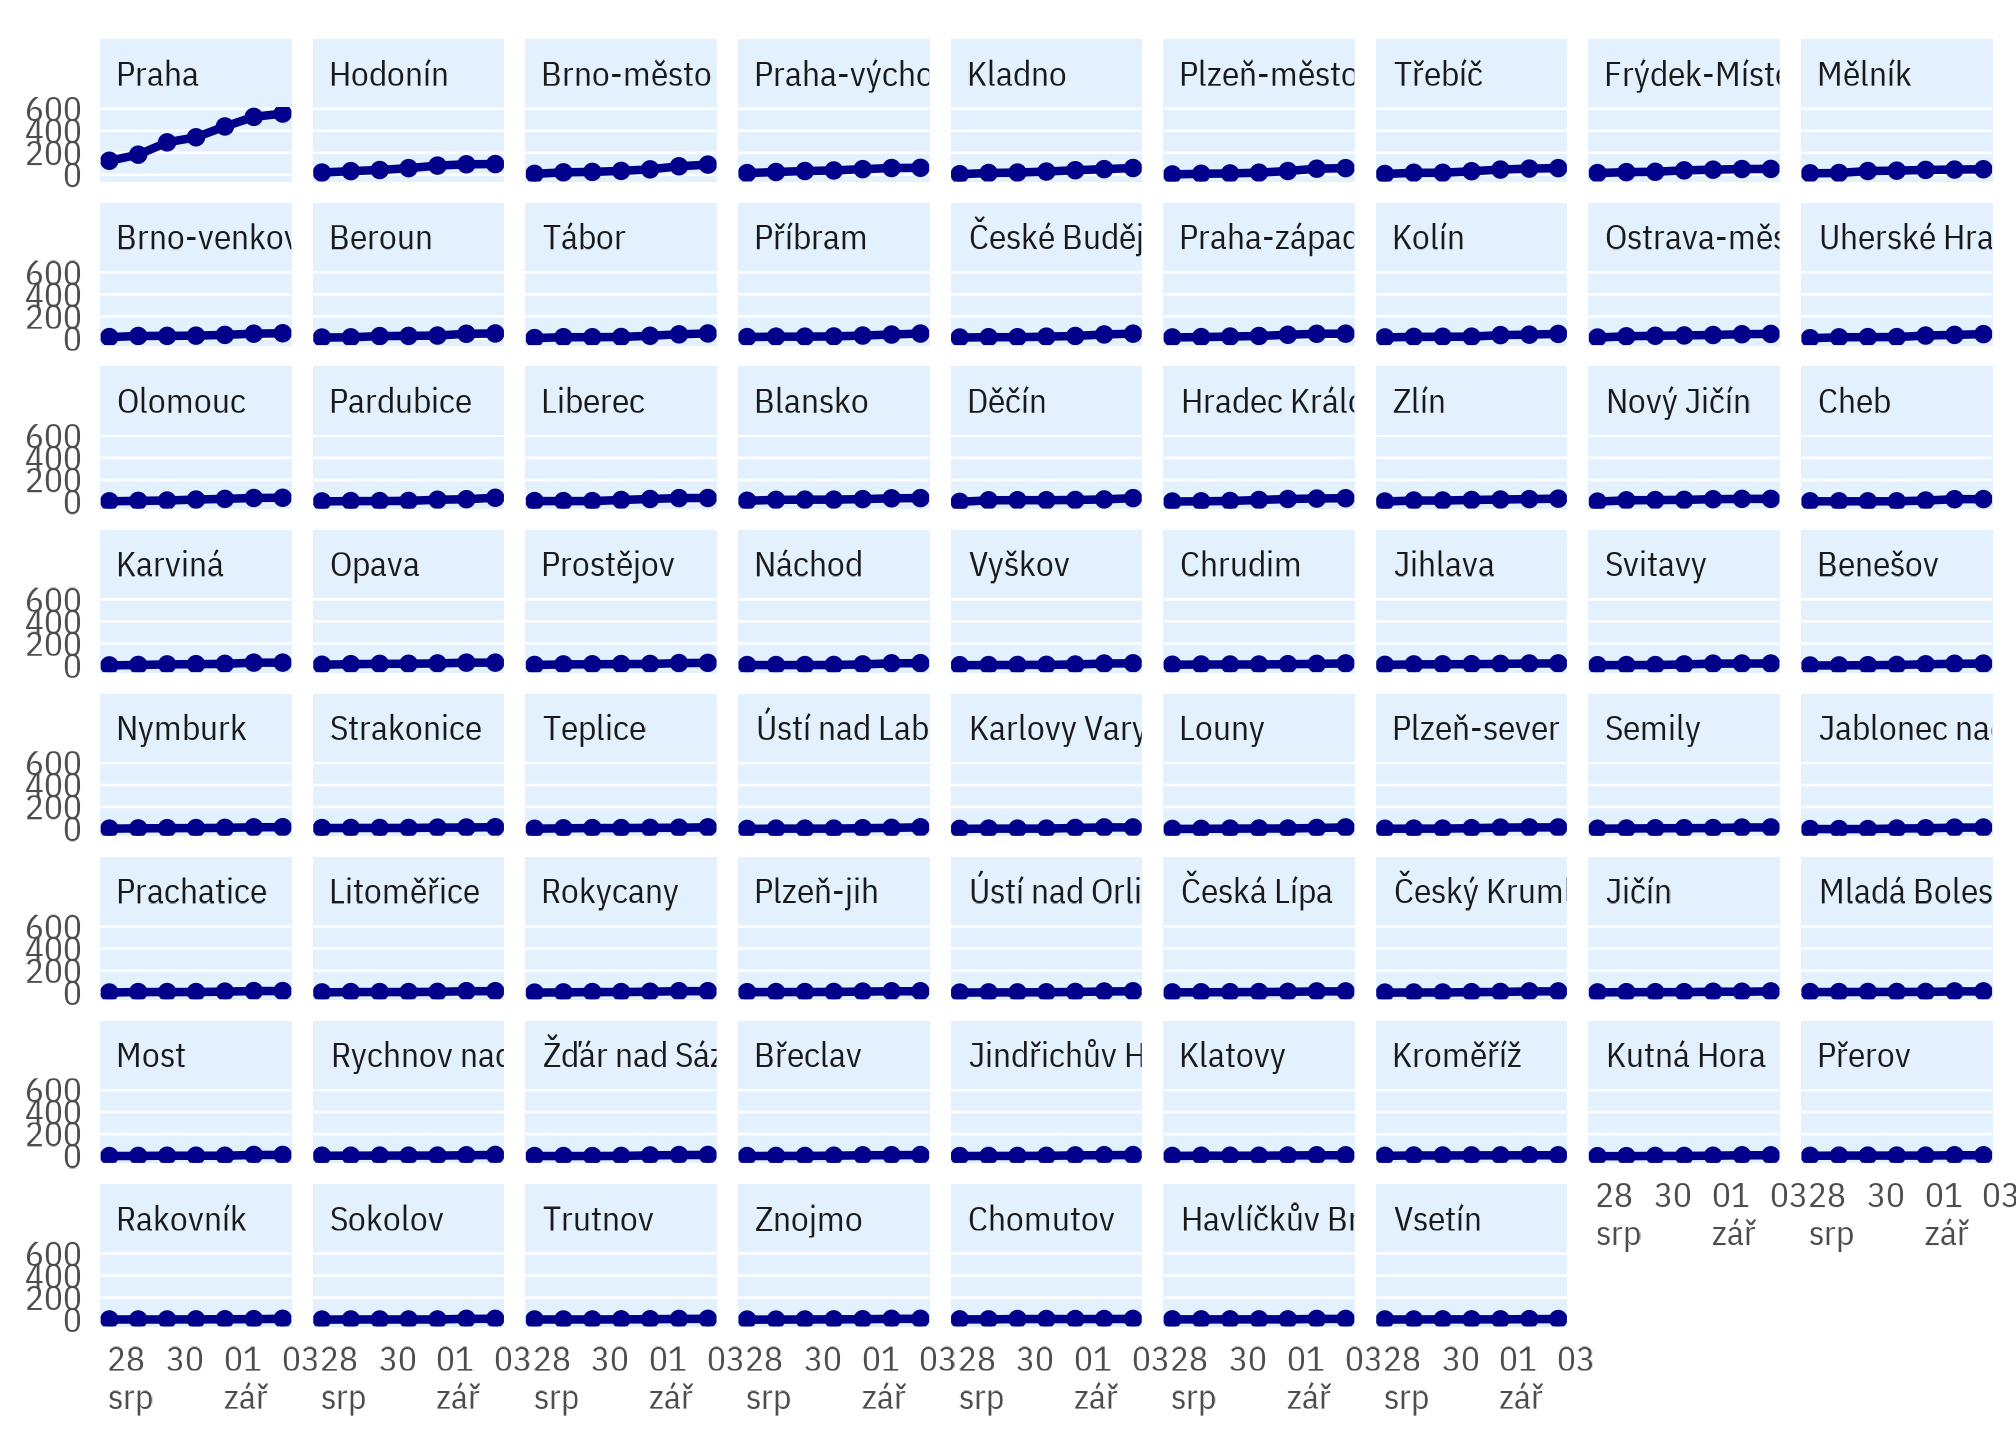 Praha Hodonín Brno-město Praha-výcho Kladno Plzeň-město Třebíč Frýdek-Míste Mělník
600
400
200
0
Brno-venkov Beroun Tábor Příbram České Buděj Praha-západ Kolín Ostrava-měs Uherské Hra
600
400
200
0
Olomouc Pardubice Liberec Blansko Děčín Hradec Králo Zlín Nový Jičín Cheb
600
400
200
0
Karviná Opava Prostějov Náchod Vyškov Chrudim Jihlava Svitavy Benešov
600
400
200
0
Nymburk Strakonice Teplice Ústí nad Lab Karlovy Vary Louny Plzeň-sever Semily Jablonec nad
600
400
200
0
Prachatice Litoměřice Rokycany Plzeň-jih Ústí nad Orli Česká Lípa Český Kruml Jičín Mladá Boles
600
400
200
0
Most Rychnov nad Žďár nad Sáz Břeclav Jindřichův H Klatovy Kroměříž Kutná Hora Přerov
600
400
200
0
28 30 01 03 28 30 01 03
srp zář srp zář
Rakovník Sokolov Trutnov Znojmo Chomutov Havlíčkův Br Vsetín
600
400
200
0
28 30 01 03 28 30 01 03 28 30 01 03 28 30 01 03 28 30 01 03 28 30 01 03 28 30 01 03
srp zář srp zář srp zář srp zář srp zář srp zář srp zář